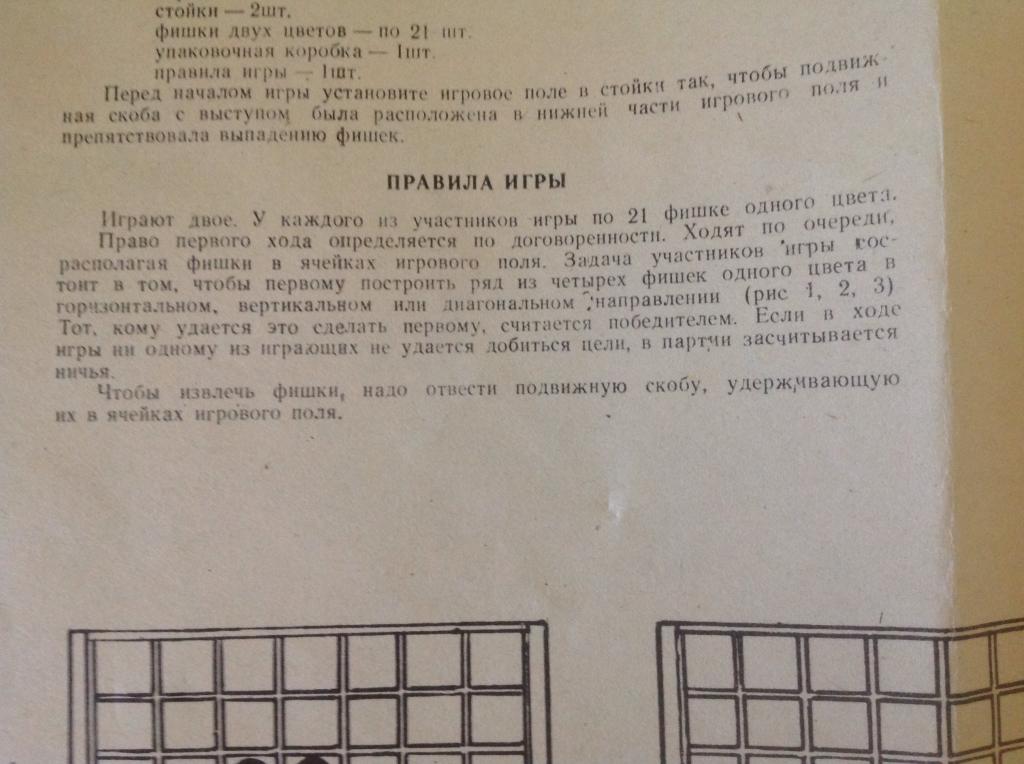 стойки — 2шт.
фишки двух цветов — по 21 шт.
упаковочная коробка — 1шт.
правила игры — 1шт.
Перед началом игры установите игровое поле в стойки так, чтобы подвиж-
ная скоба с выступом была расположена в нижней части игрового поля и
препятствовала выпадению фишек.
ПРАВИЛА ИГРЫ
Играют двое. У каждого из участников игры по 21 фишке одного цвета.
Право первого хода определяется по договоренности. Ходят по очереди,
располагая фишки в ячейках игрового поля. Задача участников игры сос-
тоит в том, чтобы первому построить ряд из четырех фишек одного цвета в
горизонтальном, вертикальном или диагональном направлении (рис 1, 2, 3)
Тот, кому удается это сделать первому, считается победителем. Если в ходе
игры ни одному из играющих не удается добиться цели, в партии засчитывается
ничья.
Чтобы извлечь фишки, надо отвести подвижную скобу, удерживающую
их в ячейках игрового поля.